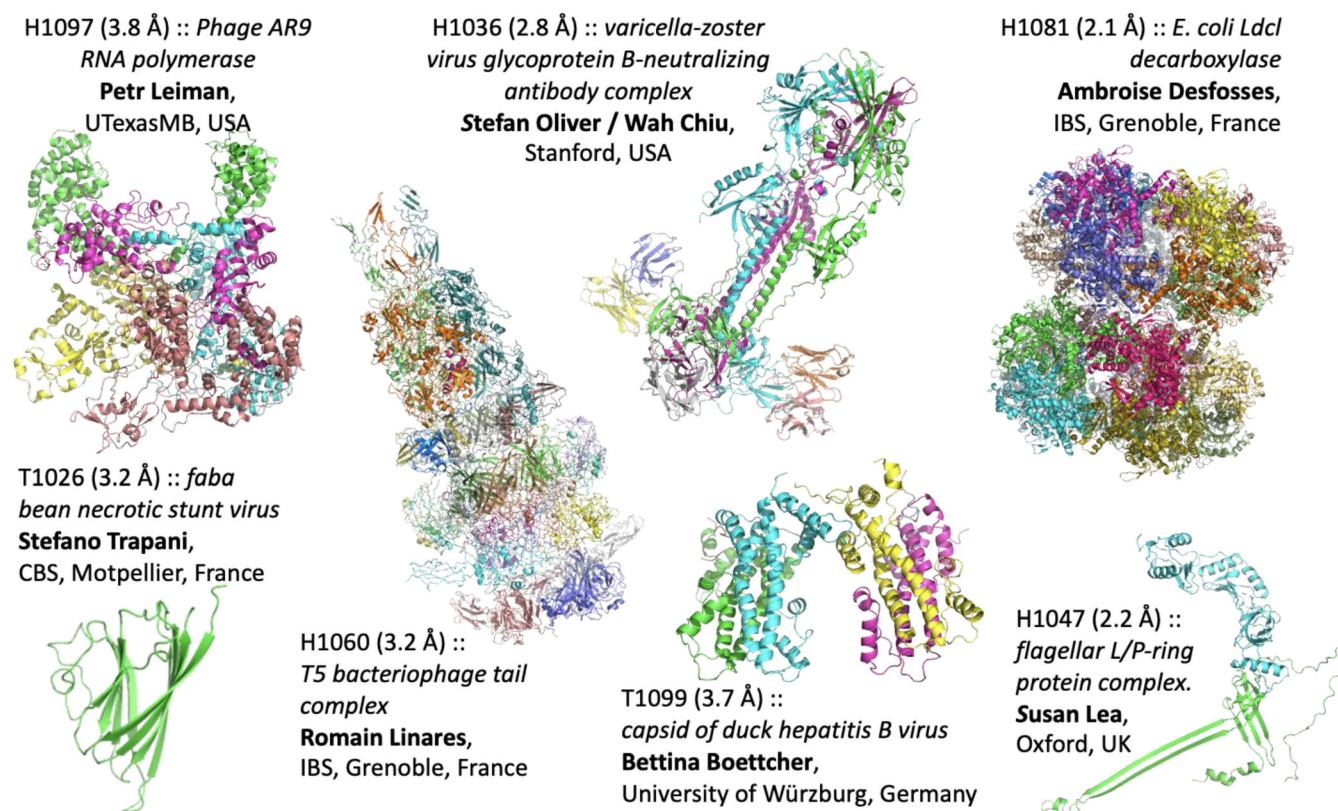 H1097 (3.8 Å) :: Phage AR9
RNA polymerase
Petr Leiman,
UTexasMB, USA
H1036 (2.8 Å) :: varicella-zoster
virus glycoprotein B-neutralizing
antibody complex
Stefan Oliver / Wah Chiu,
Stanford, USA
H1081 (2.1 Å) :: E. coli LdcI
decarboxylase
Ambroise Desfosses,
IBS, Grenoble, France
T1026 (3.2 Å) :: faba
bean necrotic stunt virus
Stefano Trapani,
CBS, Motpellier, France
H1060 (3.2 Å) ::
T5 bacteriophage tail
complex
Romain Linares,
IBS, Grenoble, France
T1099 (3.7 Å) ::
capsid of duck hepatitis B virus
Bettina Boettcher,
University of Würzburg, Germany
H1047 (2.2 Å) ::
flagellar L/P-ring
protein complex.
Susan Lea,
Oxford, UK